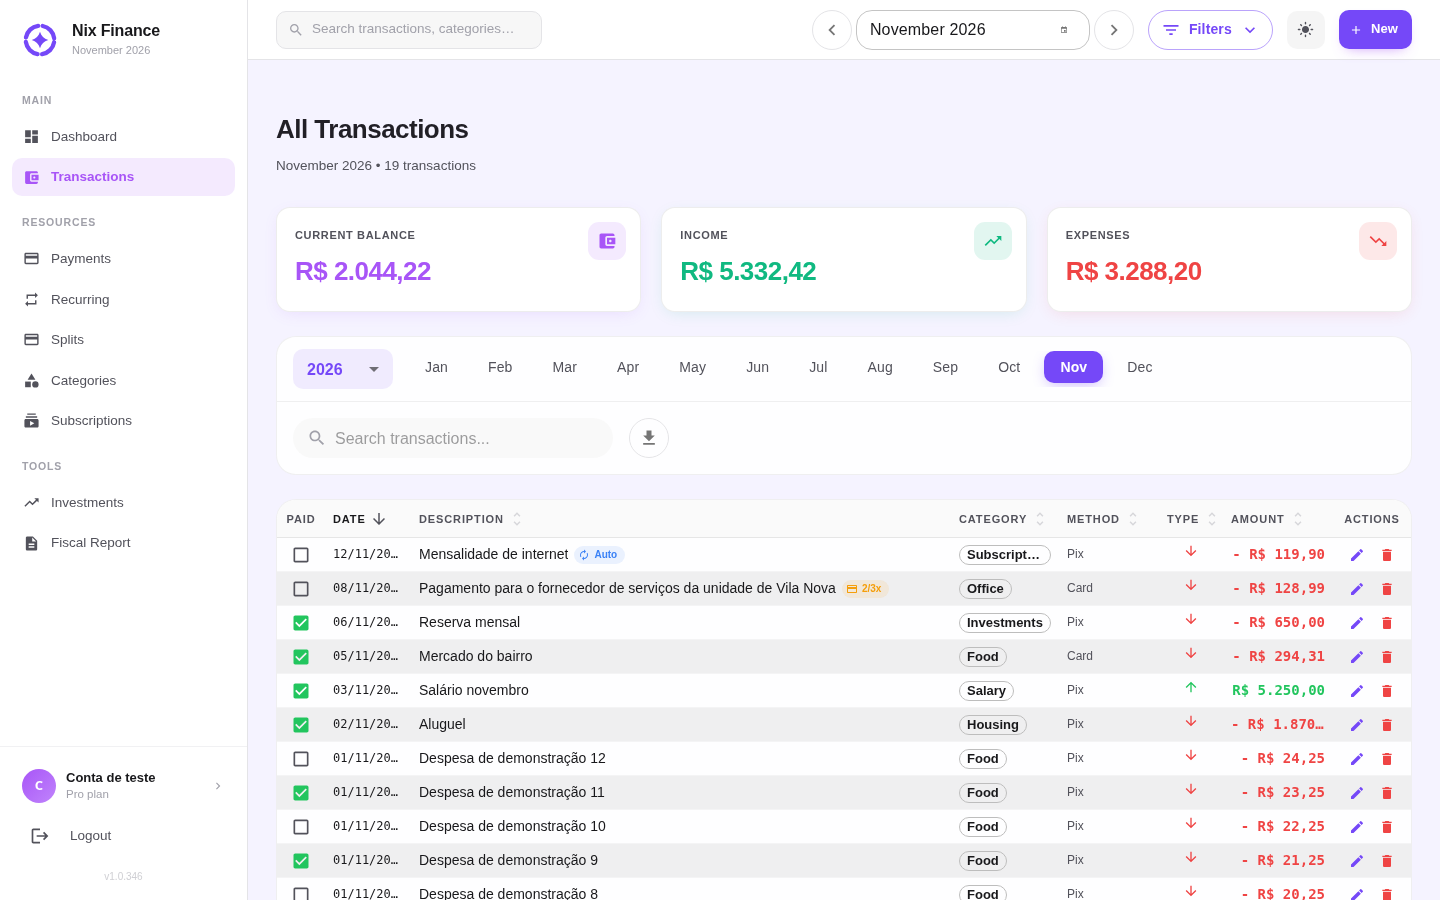 Nix Finance
November 2026
MAIN
Dashboard
Transactions
RESOURCES
Payments
Recurring
Splits
Categories
Subscriptions
TOOLS
Investments
Fiscal Report
C
Conta de teste
Pro plan
Logout
v1.0.346
Search transactions, categories…
November 2026
Filters
New
All Transactions
November 2026 • 19 transactions
CURRENT BALANCE
R$ 2.044,22
INCOME
R$ 5.332,42
EXPENSES
R$ 3.288,20
2026 Jan Feb Mar Apr May Jun Jul Aug Sep Oct Nov Dec
Search transactions...
PAID DATE DESCRIPTION CATEGORY METHOD TYPE AMOUNT ACTIONS
12/11/20… Mensalidade de internet Auto Subscript… Pix - R$ 119,90
08/11/20… Pagamento para o fornecedor de serviços da unidade de Vila Nova 2/3x Office Card - R$ 128,99
06/11/20… Reserva mensal Investments Pix - R$ 650,00
05/11/20… Mercado do bairro Food Card - R$ 294,31
03/11/20… Salário novembro Salary Pix R$ 5.250,00
02/11/20… Aluguel Housing Pix - R$ 1.870…
01/11/20… Despesa de demonstração 12 Food Pix - R$ 24,25
01/11/20… Despesa de demonstração 11 Food Pix - R$ 23,25
01/11/20… Despesa de demonstração 10 Food Pix - R$ 22,25
01/11/20… Despesa de demonstração 9 Food Pix - R$ 21,25
01/11/20… Despesa de demonstração 8 Food Pix - R$ 20,25